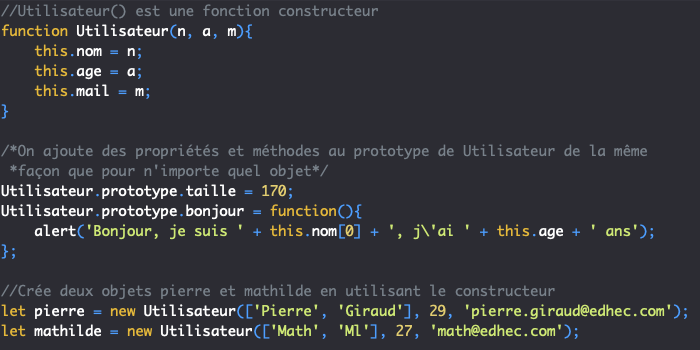 //Utilisateur() est une fonction constructeur
function Utilisateur(n, a, m){
    this.nom = n;
    this.age = a;
    this.mail = m;
}

/*On ajoute des propriétés et méthodes au prototype de Utilisateur de la même
 *façon que pour n'importe quel objet*/
Utilisateur.prototype.taille = 170;
Utilisateur.prototype.bonjour = function(){
    alert('Bonjour, je suis ' + this.nom[0] + ', j\'ai ' + this.age + ' ans');
};

//Crée deux objets pierre et mathilde en utilisant le constructeur
let pierre = new Utilisateur(['Pierre', 'Giraud'], 29, 'pierre.giraud@edhec.com');
let mathilde = new Utilisateur(['Math', 'Ml'], 27, 'math@edhec.com');